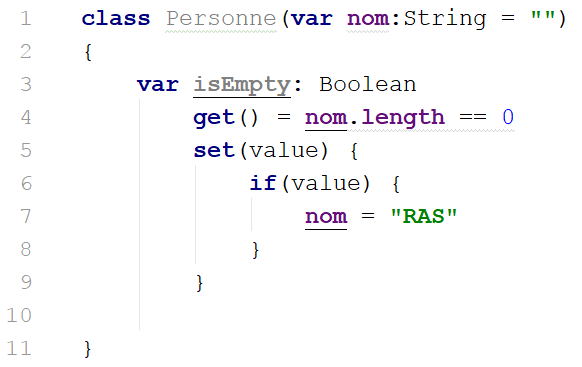 1 class Personne(var nom:String = "")
2 {
3 var isEmpty: Boolean
4 get() = nom.length == 0
5 set(value) {
6 if(value) {
7 nom = "RAS"
8 }
9 }
10
11 }